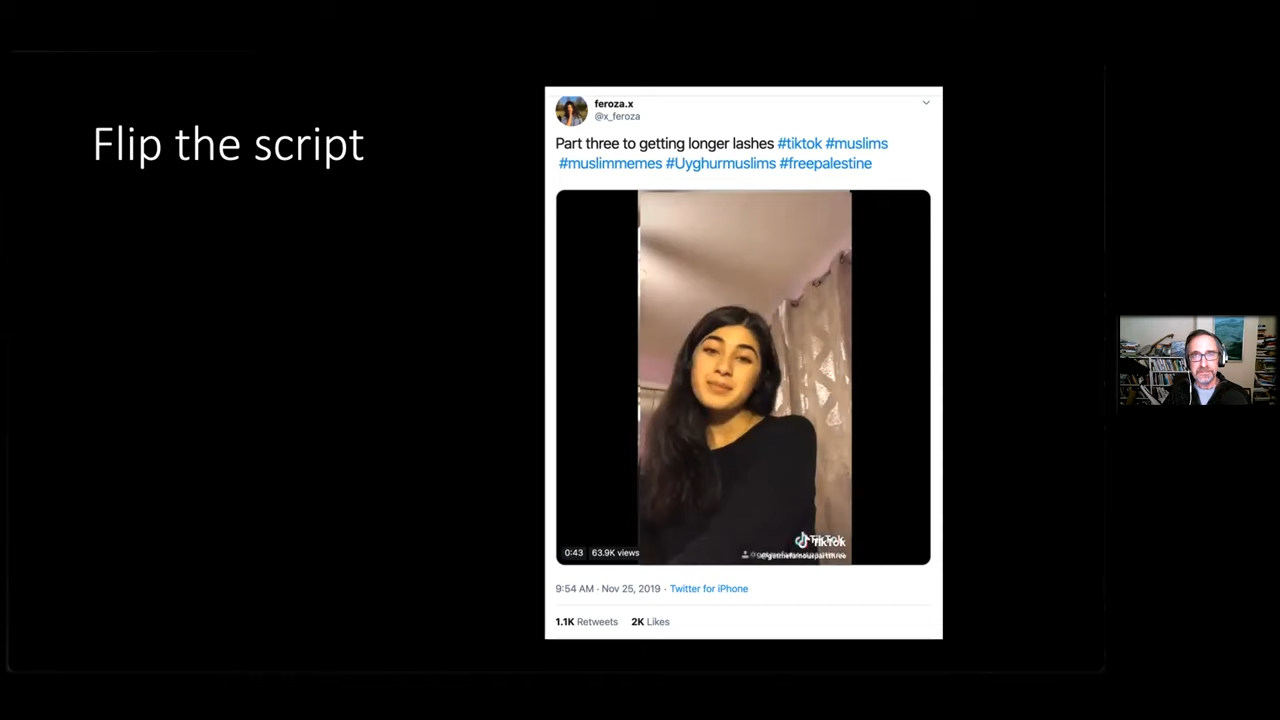 Flip the script
feroza.x
@x_feroza
Part three to getting longer lashes #tiktok #muslims
#muslimmemes #Uyghurmuslims #freepalestine
TikTok
0:43 63.9K views
9:54 AM · Nov 25, 2019 · Twitter for iPhone
1.1K Retweets 2K Likes